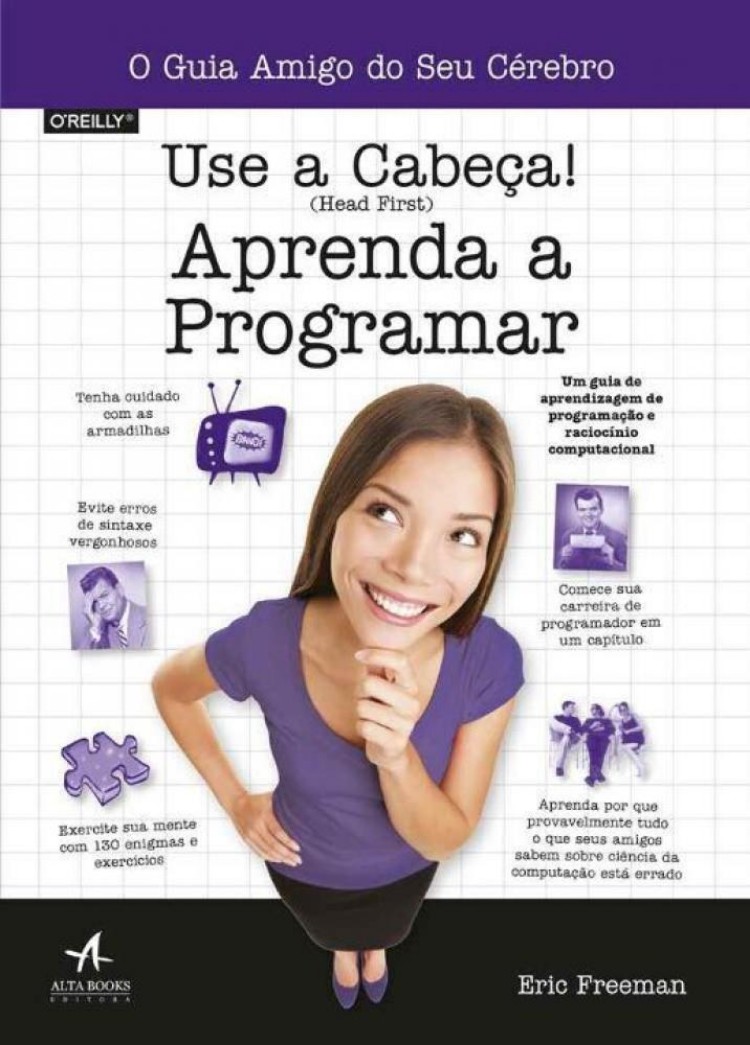 O Guia Amigo do Seu Cérebro
O'REILLY®
Use a Cabeça!
(Head First)
Aprenda a
Programar
Tenha cuidado
com as
armadilhas
BANG!
Um guia de
aprendizagem de
programação e
raciocínio
computacional
Evite erros
de sintaxe
vergonhosos
Comece sua
carreira de
programador em
um capítulo
Exercite sua mente
com 130 enigmas e
exercícios
Aprenda por que
provavelmente tudo
o que seus amigos
sabem sobre ciência da
computação está errado
ALTA BOOKS
EDITORA
Eric Freeman